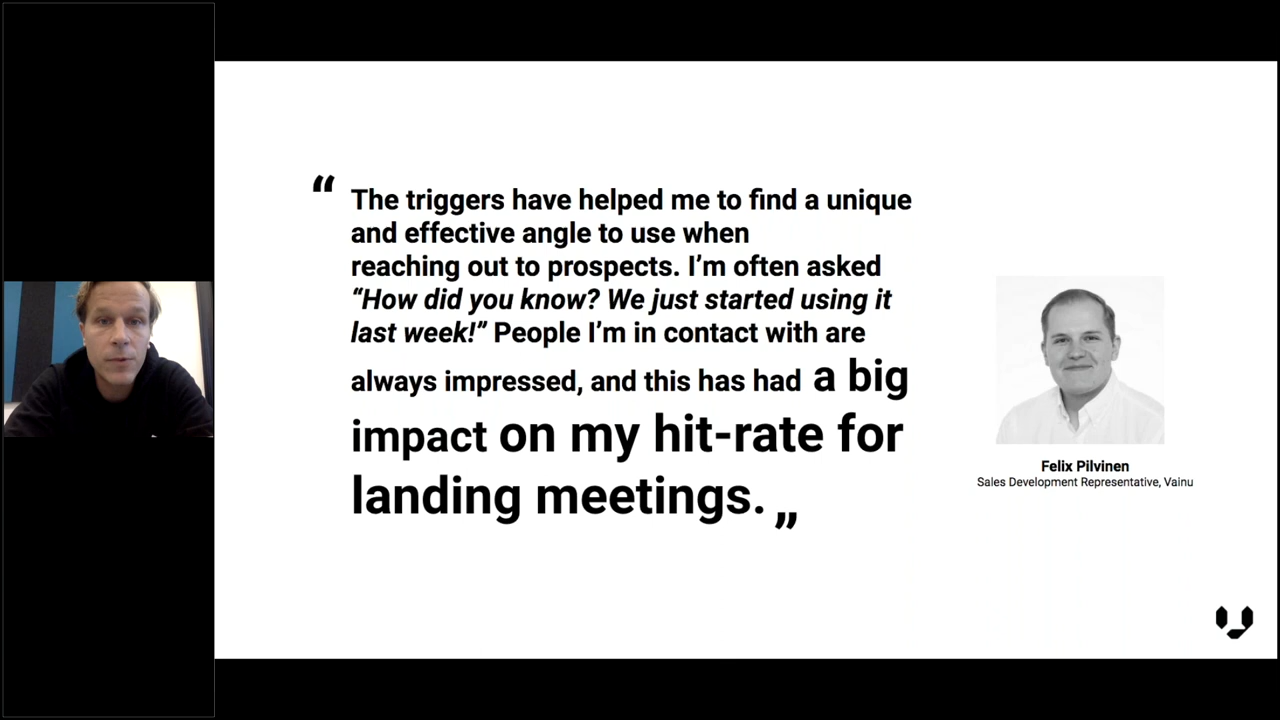 “ The triggers have helped me to find a unique
and effective angle to use when
reaching out to prospects. I’m often asked
“How did you know? We just started using it
last week!” People I’m in contact with are
always impressed, and this has had a big
impact on my hit-rate for
landing meetings. „
Felix Pilvinen
Sales Development Representative, Vainu